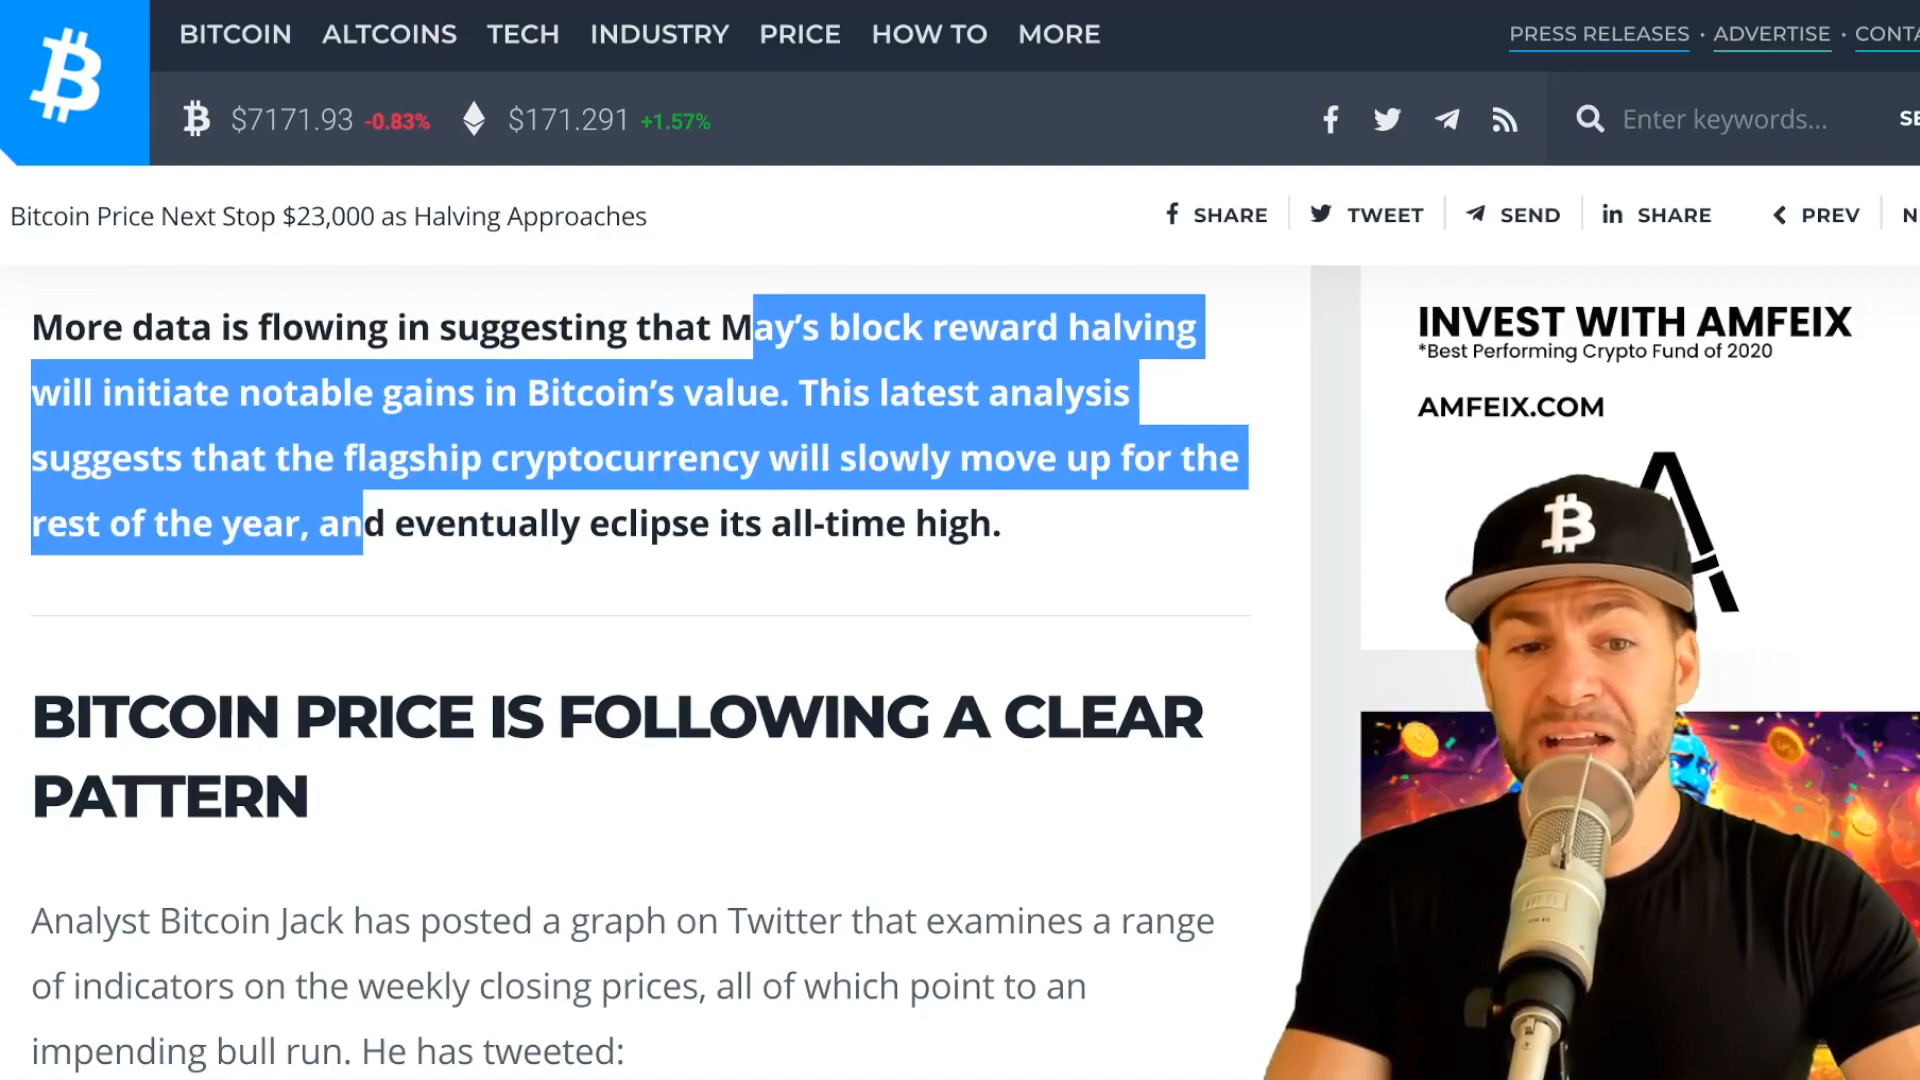 BITCOIN ALTCOINS TECH INDUSTRY PRICE HOW TO MORE
PRESS RELEASES · ADVERTISE · CONTA
$7171.93 -0.83% $171.291 +1.57%
Enter keywords...
SE
Bitcoin Price Next Stop $23,000 as Halving Approaches
SHARE TWEET SEND SHARE PREV N
More data is flowing in suggesting that May’s block reward halving
will initiate notable gains in Bitcoin’s value. This latest analysis
suggests that the flagship cryptocurrency will slowly move up for the
rest of the year, and eventually eclipse its all-time high.
BITCOIN PRICE IS FOLLOWING A CLEAR
PATTERN
Analyst Bitcoin Jack has posted a graph on Twitter that examines a range
of indicators on the weekly closing prices, all of which point to an
impending bull run. He has tweeted:
INVEST WITH AMFEIX
*Best Performing Crypto Fund of 2020
AMFEIX.COM